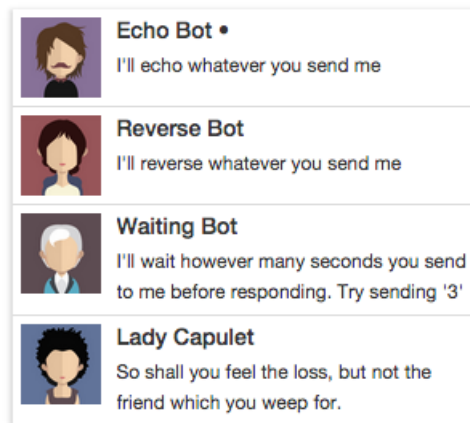 Echo Bot •
I'll echo whatever you send me
Reverse Bot
I'll reverse whatever you send me
Waiting Bot
I'll wait however many seconds you send
to me before responding. Try sending '3'
Lady Capulet
So shall you feel the loss, but not the
friend which you weep for.